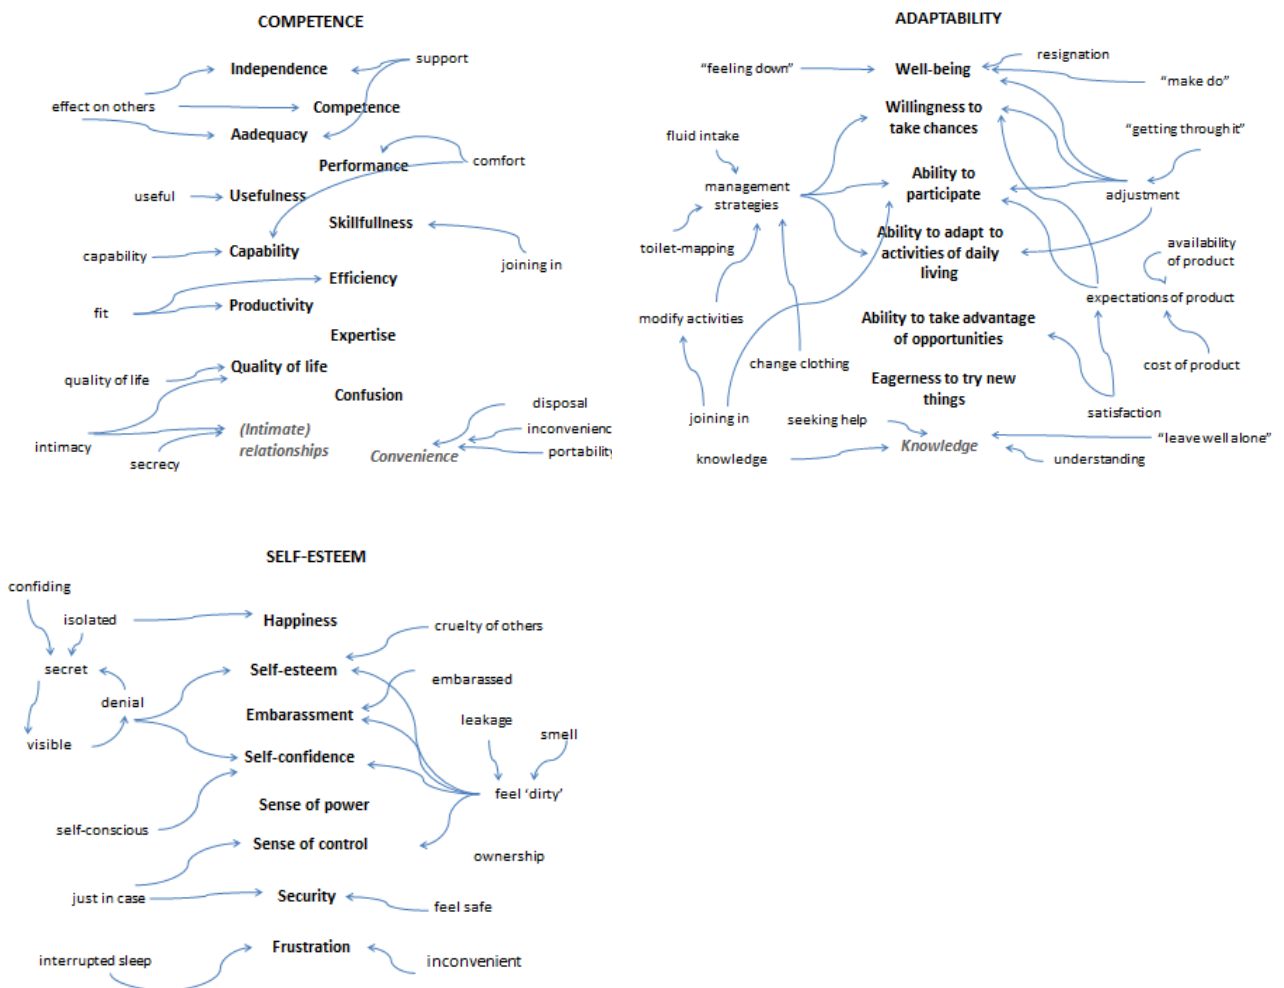 COMPETENCE
support
Independence
effect on others
Competence
Aadequacy
Performance
comfort
useful
Usefulness
Skillfullness
capability
Capability
joining in
Efficiency
fit
Productivity
Expertise
Quality of life
quality of life
Confusion
disposal
inconvenienc
portability
intimacy
(Intimate)
relationships
secrecy
Convenience
ADAPTABILITY
resignation
"feeling down"
Well-being
"make do"
Willingness to
take chances
fluid intake
"getting through it"
Ability to
participate
management
strategies
adjustment
Ability to adapt to
activities of daily
living
toilet-mapping
availability
of product
expectations of product
modify activities
Ability to take advantage
of opportunities
change clothing
cost of product
Eagerness to try new
things
joining in
seeking help
satisfaction
"leave well alone"
Knowledge
knowledge
understanding
SELF-ESTEEM
confiding
isolated
Happiness
cruelty of others
secret
Self-esteem
embarassed
denial
Embarassment
leakage
smell
visible
Self-confidence
feel 'dirty'
Sense of power
self-conscious
Sense of control
ownership
just in case
Security
feel safe
Frustration
interrupted sleep
inconvenient